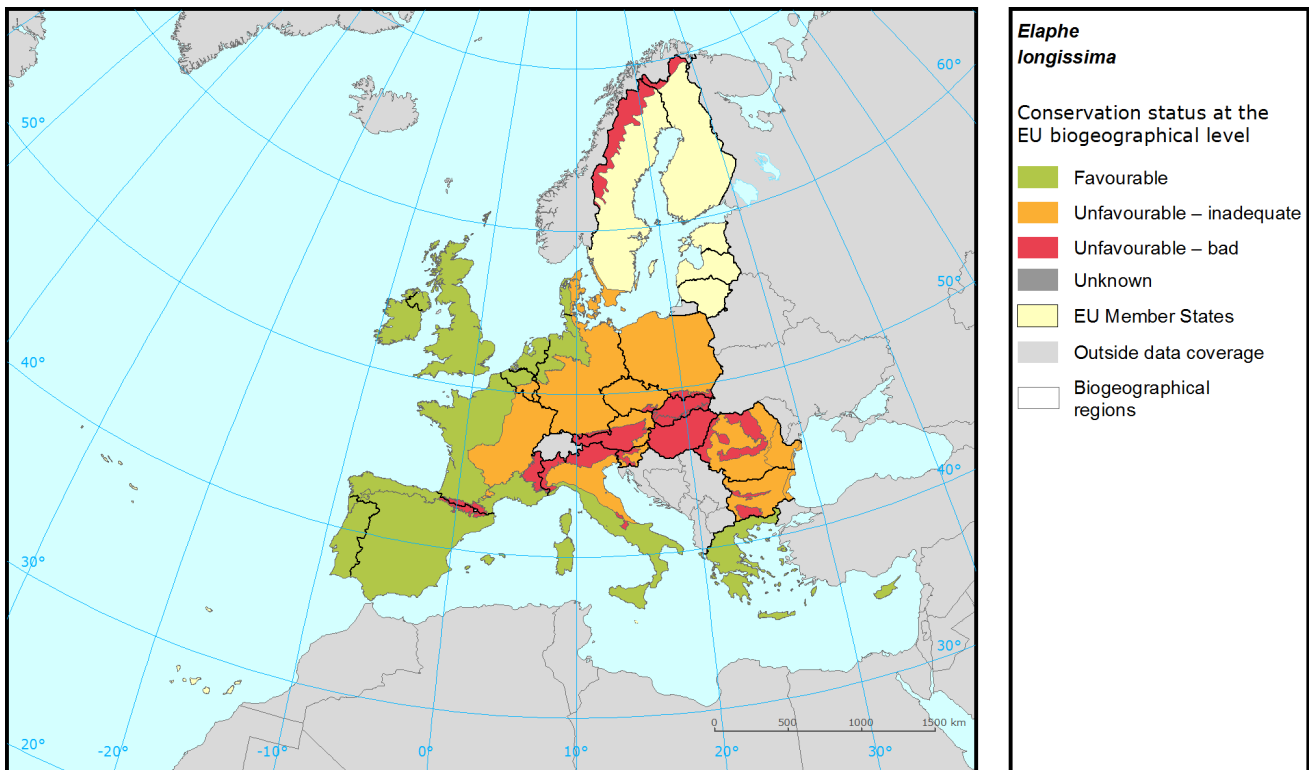 Elaphe
longissima
Conservation status at the
EU biogeographical level
Favourable
Unfavourable – inadequate
Unfavourable – bad
Unknown
EU Member States
Outside data coverage
Biogeographical
regions
60°
50°
50°
40°
40°
30°
30°
20°
-20°
-10°
0°
10°
20°
30°
0 500 1000 1500 km